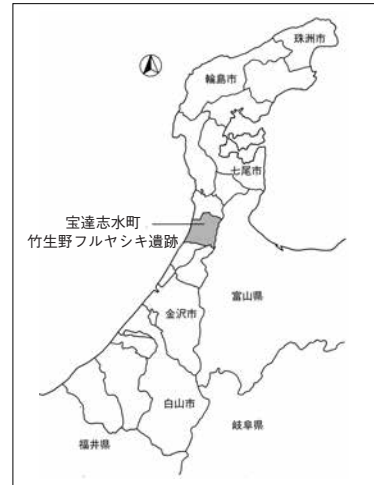 珠洲市
輪島市
七尾市
宝達志水町
竹生野フルヤシキ遺跡
富山県
金沢市
白山市
岐阜県
福井県